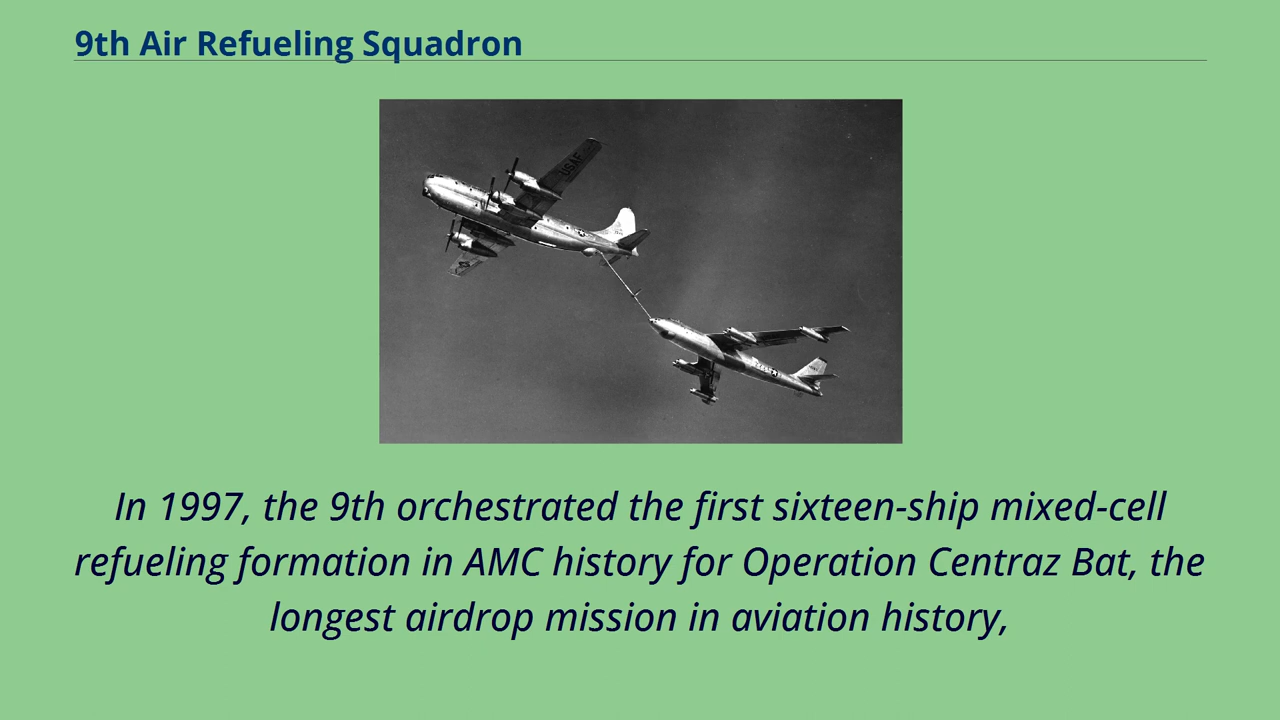 9th Air Refueling Squadron
USAF
In 1997, the 9th orchestrated the first sixteen-ship mixed-cell
refueling formation in AMC history for Operation Centraz Bat, the
longest airdrop mission in aviation history,